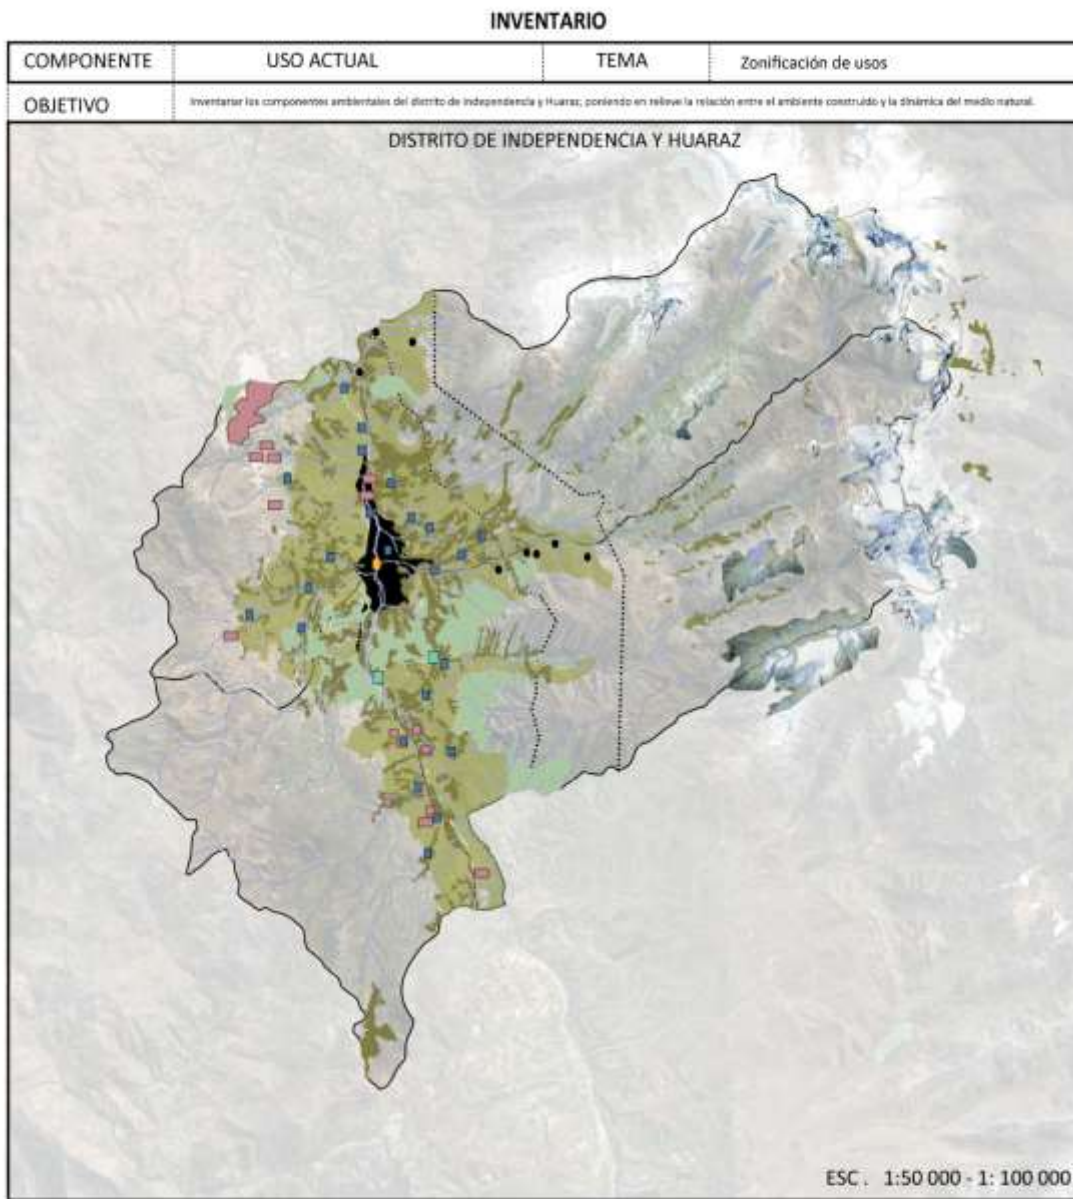 INVENTARIO
COMPONENTE USO ACTUAL TEMA Zonificación de usos
OBJETIVO Inventariar los componentes ambientales del distrito de Independencia y Huaraz, poniendo en relieve la relación entre el ambiente construido y la dinámica del medio natural.
DISTRITO DE INDEPENDENCIA Y HUARAZ
ESC . 1:50 000 - 1: 100 000